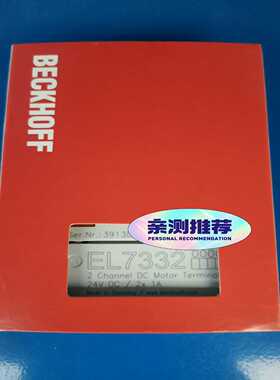 BECKHOFF
Ser.Nr.: 5913
亲测推荐
PERSONAL RECOMMENDATION
EL7332
2 Channel DC Motor Terminal
24V DC / 2x 1A